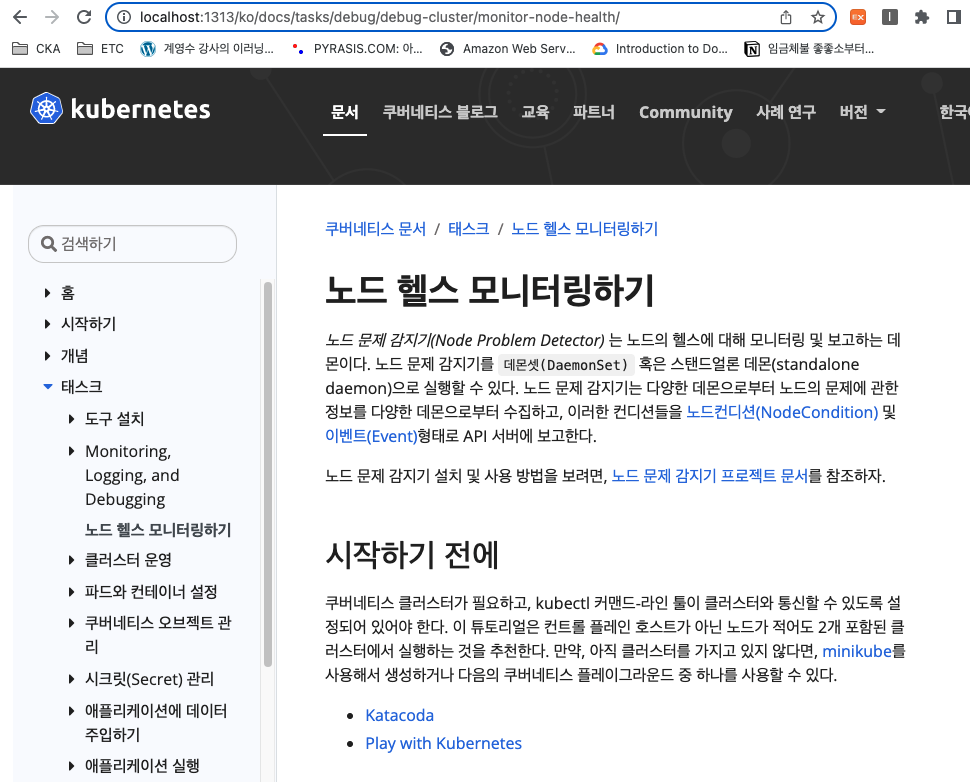 localhost:1313/ko/docs/tasks/debug/debug-cluster/monitor-node-health/
CKA
ETC
계영수 강사의 이러닝...
PYRASIS.COM: 아...
Amazon Web Serv...
Introduction to Do...
임금체불 좋좋소부터...
kubernetes
문서
쿠버네티스 블로그
교육
파트너
Community
사례 연구
버전
한국
검색하기
홈
시작하기
개념
태스크
도구 설치
Monitoring,
Logging, and
Debugging
노드 헬스 모니터링하기
클러스터 운영
파드와 컨테이너 설정
쿠버네티스 오브젝트 관
리
시크릿(Secret) 관리
애플리케이션에 데이터
주입하기
애플리케이션 실행
쿠버네티스 문서 / 태스크 / 노드 헬스 모니터링하기
노드 헬스 모니터링하기
노드 문제 감지기(Node Problem Detector) 는 노드의 헬스에 대해 모니터링 및 보고하는 데
몬이다. 노드 문제 감지기를 데몬셋(DaemonSet) 혹은 스탠드얼론 데몬(standalone
daemon)으로 실행할 수 있다. 노드 문제 감지기는 다양한 데몬으로부터 노드의 문제에 관한
정보를 다양한 데몬으로부터 수집하고, 이러한 컨디션들을 노드컨디션(NodeCondition) 및
이벤트(Event)형태로 API 서버에 보고한다.
노드 문제 감지기 설치 및 사용 방법을 보려면, 노드 문제 감지기 프로젝트 문서를 참조하자.
시작하기 전에
쿠버네티스 클러스터가 필요하고, kubectl 커맨드-라인 툴이 클러스터와 통신할 수 있도록 설
정되어 있어야 한다. 이 튜토리얼은 컨트롤 플레인 호스트가 아닌 노드가 적어도 2개 포함된 클
러스터에서 실행하는 것을 추천한다. 만약, 아직 클러스터를 가지고 있지 않다면, minikube를
사용해서 생성하거나 다음의 쿠버네티스 플레이그라운드 중 하나를 사용할 수 있다.
Katacoda
Play with Kubernetes